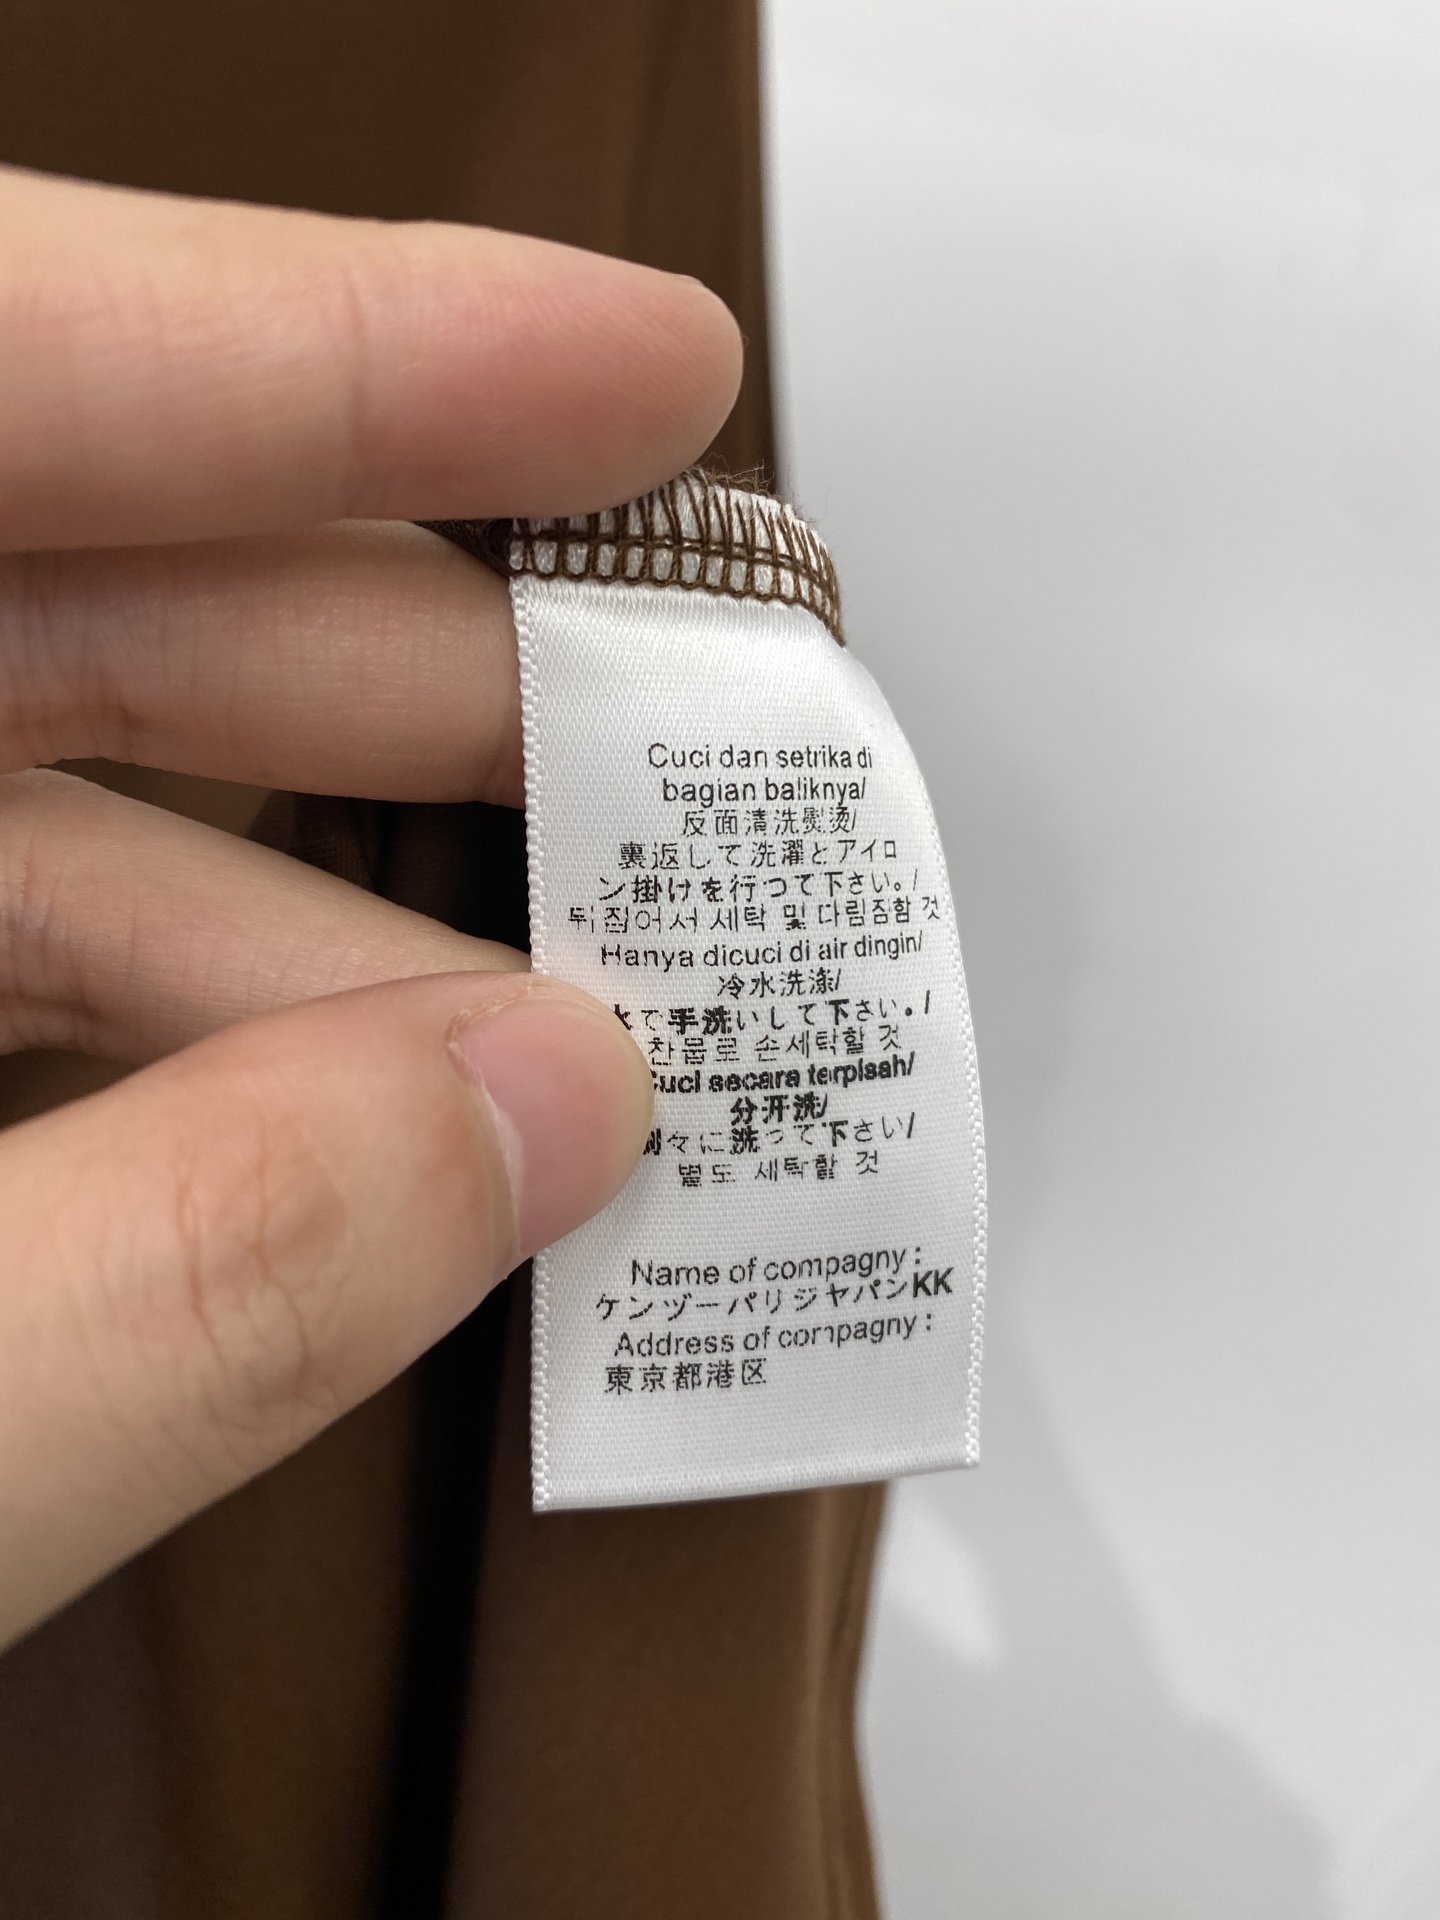 Cuci dan setrika di
bagian baliknya/
反面清洗熨烫/
裏返して洗濯とアイロ
ン掛けを行つて下さい。/
뒤집어서 세탁 및 다림짐할 것
Hanya dicuci di air dingin/
冷水洗涤/
水で手洗いして下さい。/
찬물로 손세탁할 것
Cuci secara terpisah/
分开洗/
別々に洗って下さい/
별도 세탁할 것
Name of compagny :
ケンヅーパリジャパンKK
Address of compagny :
東京都港区